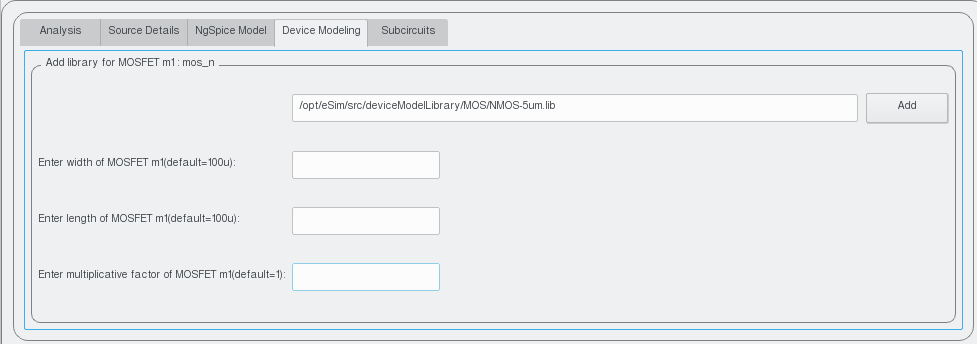 Analysis Source Details NgSpice Model Device Modeling Subcircuits
Add library for MOSFET m1 : mos_n
/opt/eSim/src/deviceModelLibrary/MOS/NMOS-5um.lib Add
Enter width of MOSFET m1(default=100u):
Enter length of MOSFET m1(default=100u):
Enter multiplicative factor of MOSFET m1(default=1):